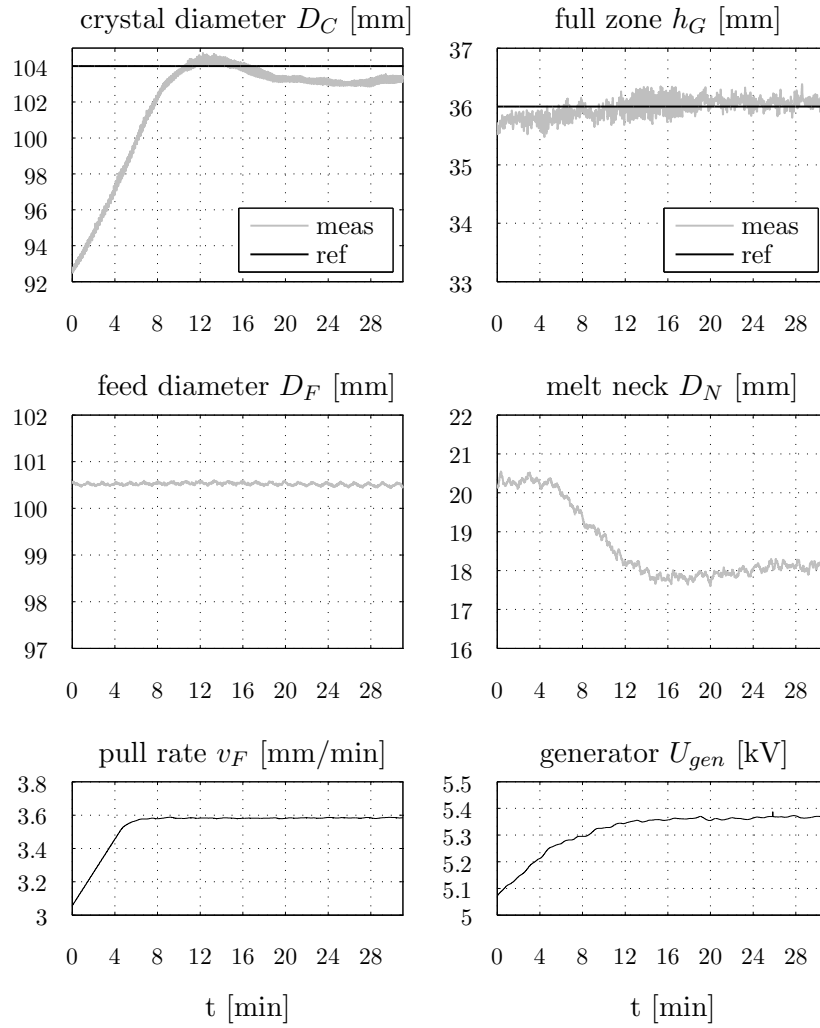 crystal diameter D_C [mm]
104
102
100
98
96
94
92
meas
ref
0 4 8 12 16 20 24 28
full zone h_G [mm]
37
36
35
34
33
meas
ref
0 4 8 12 16 20 24 28
feed diameter D_F [mm]
102
101
100
99
98
97
0 4 8 12 16 20 24 28
melt neck D_N [mm]
22
21
20
19
18
17
16
0 4 8 12 16 20 24 28
pull rate v_F [mm/min]
3.8
3.6
3.4
3.2
3
0 4 8 12 16 20 24 28
t [min]
generator U_gen [kV]
5.5
5.4
5.3
5.2
5.1
5
0 4 8 12 16 20 24 28
t [min]